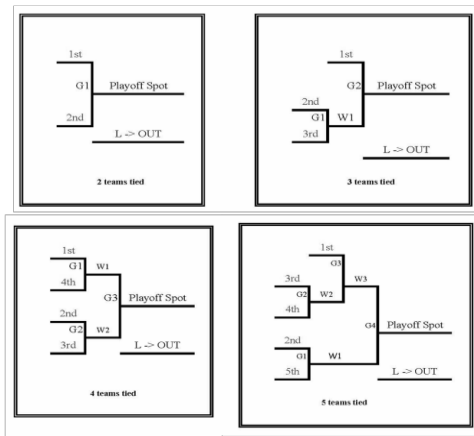 1st
G1
Playoff Spot
2nd
L -> OUT
2 teams tied
1st
G2
Playoff Spot
2nd
G1
W1
3rd
L -> OUT
3 teams tied
1st
G1
W1
4th
G3
Playoff Spot
2nd
G2
W2
3rd
L -> OUT
4 teams tied
1st
G3
3rd
W3
G2
W2
4th
G4
Playoff Spot
2nd
G1
W1
5th
L -> OUT
5 teams tied